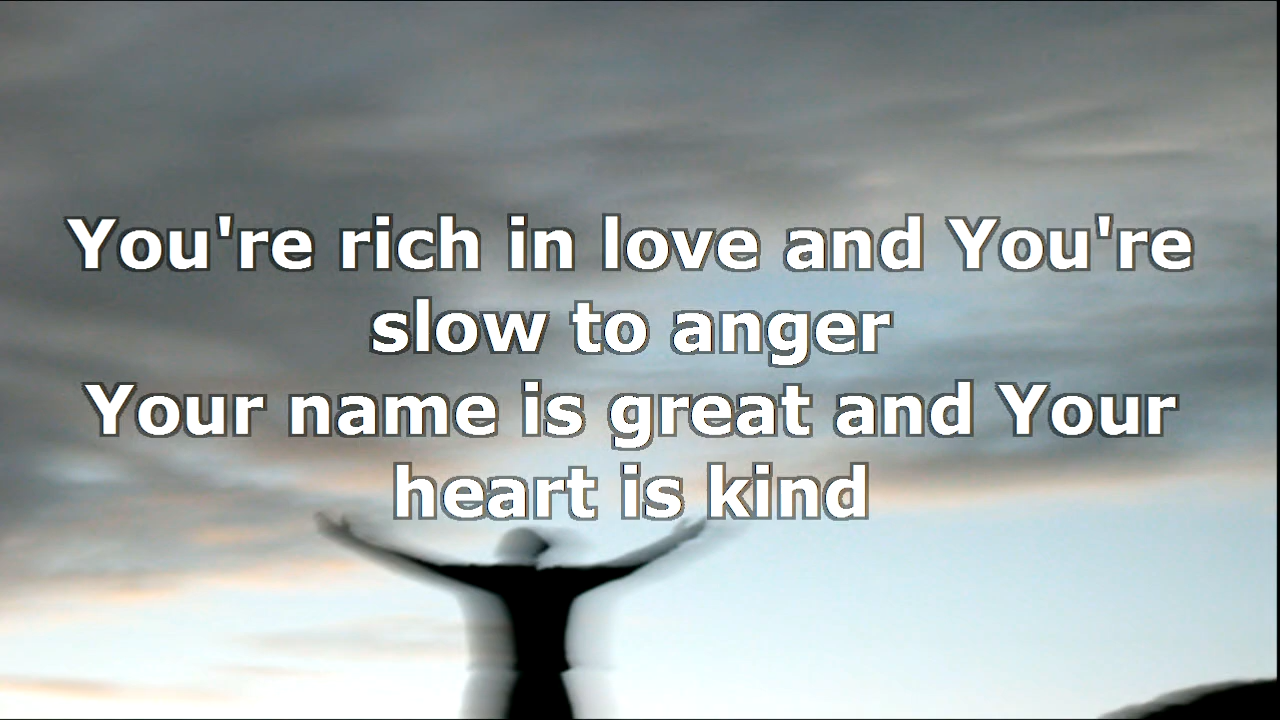 You're rich in love and You're
slow to anger
Your name is great and Your
heart is kind